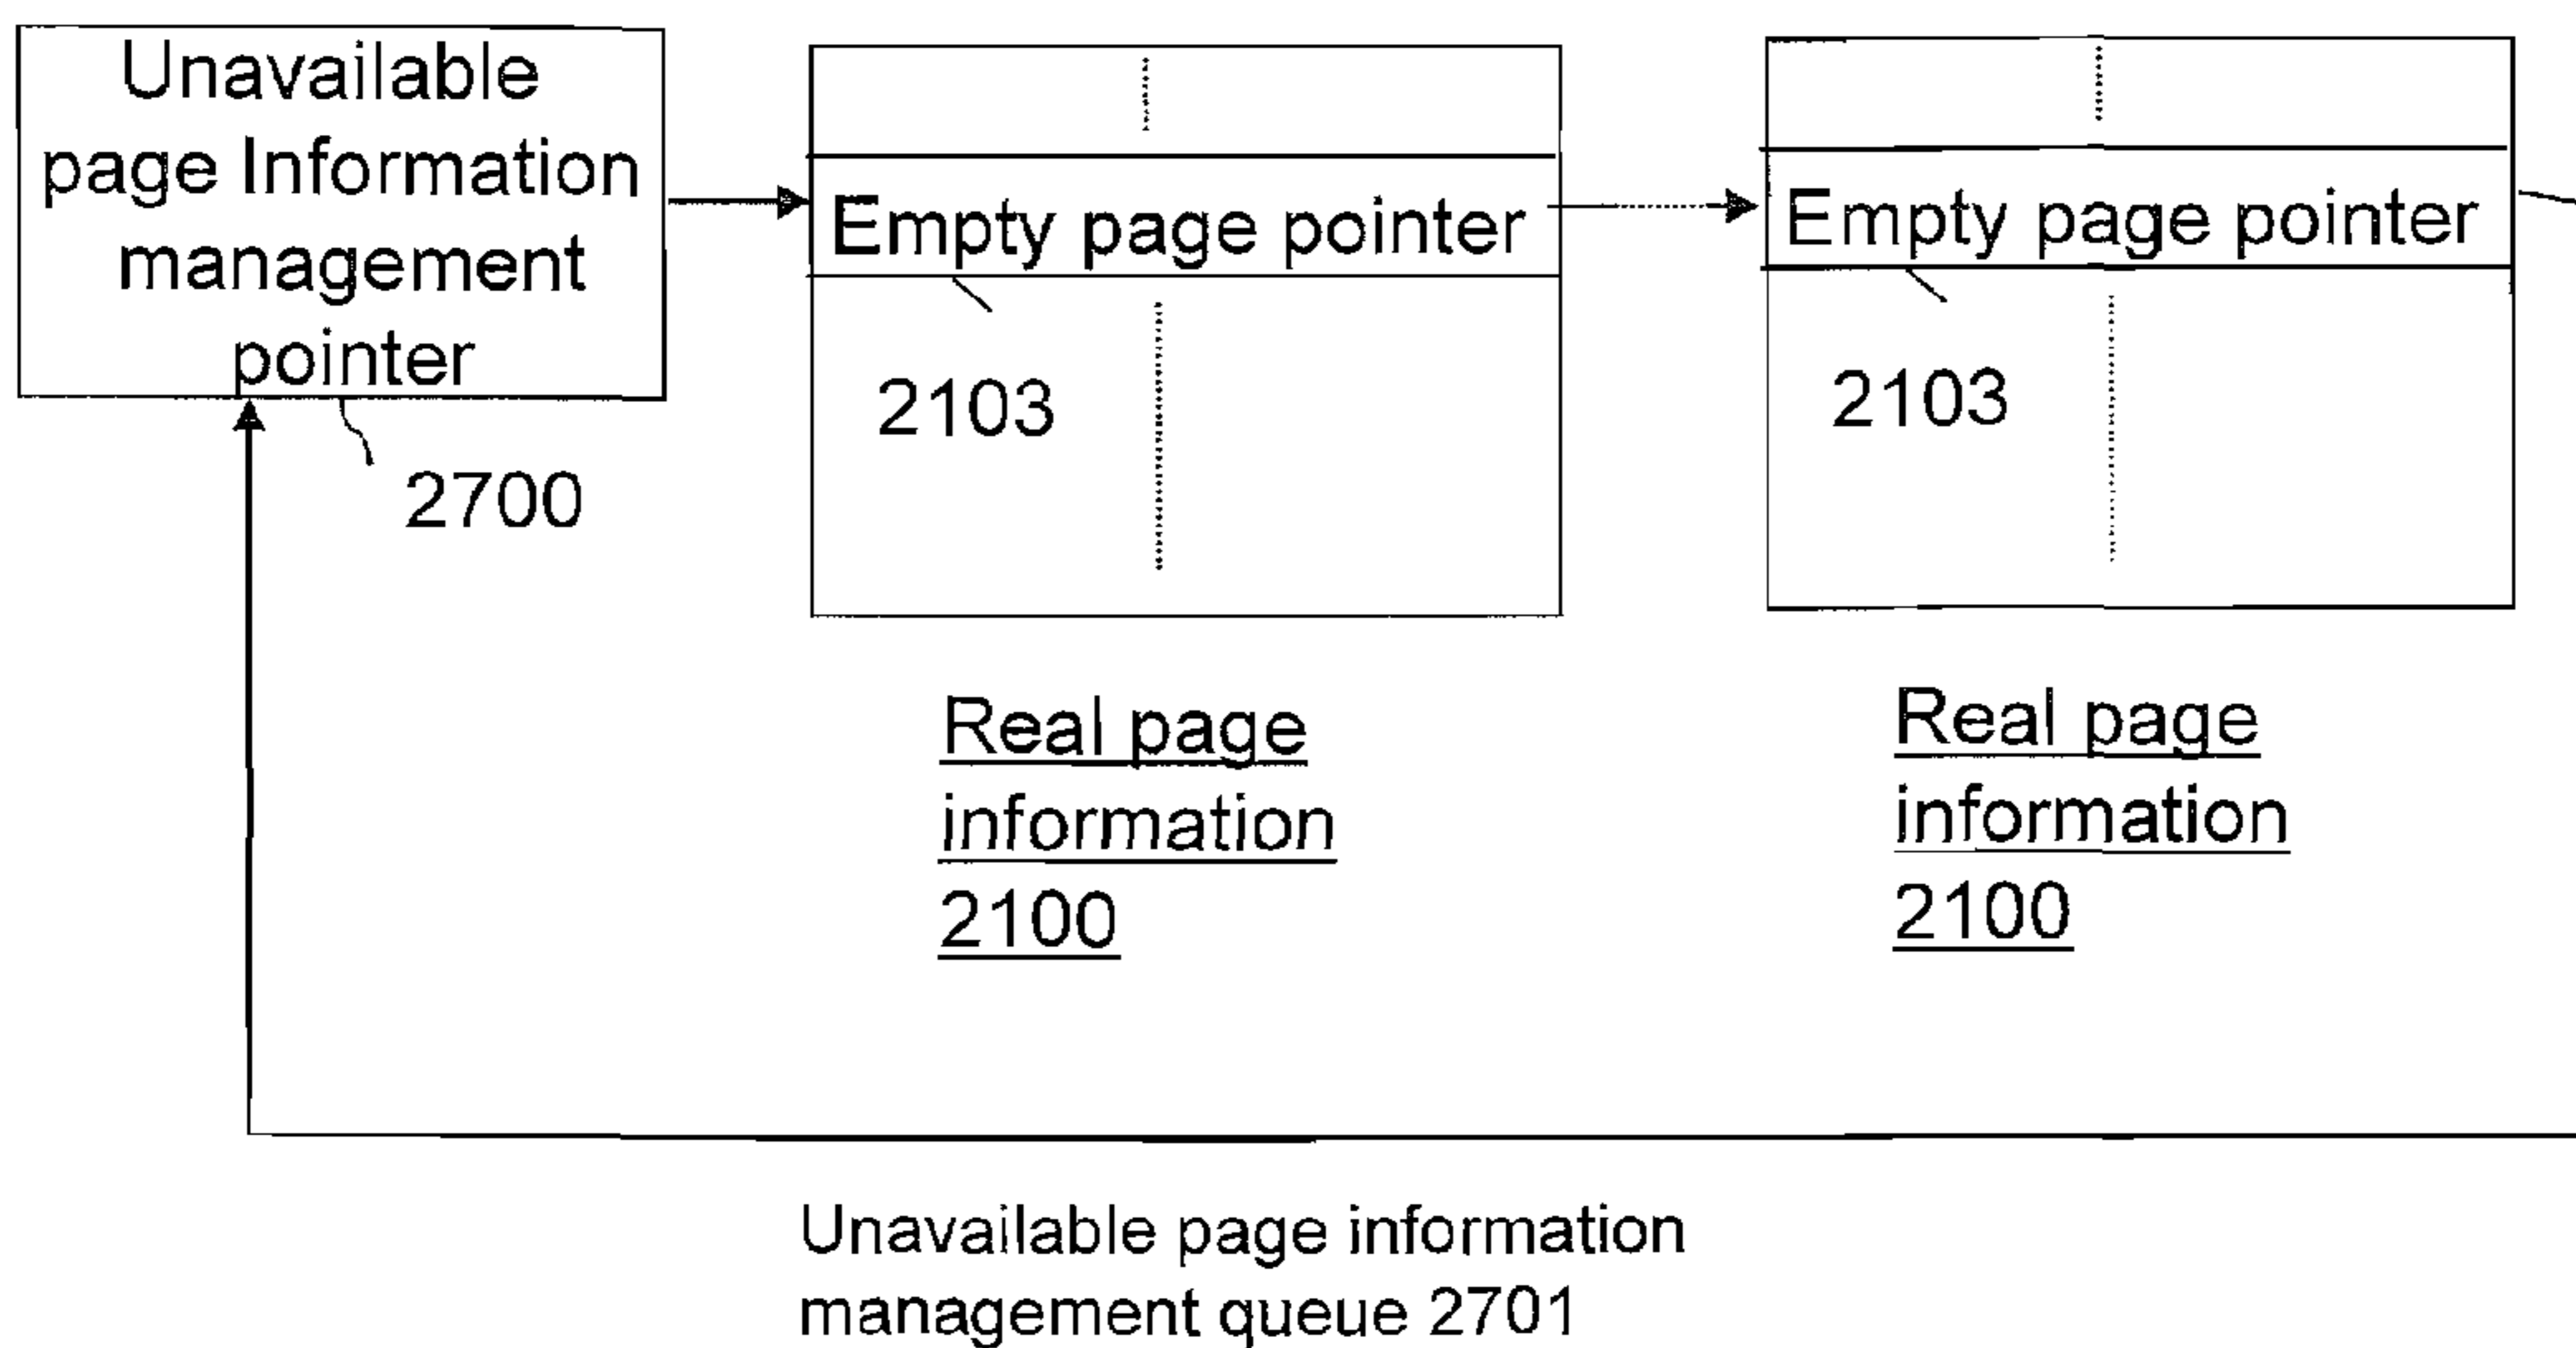 Unavailable
page Information
management
pointer
2700
Empty page pointer
2103
Real page
information
2100
Empty page pointer
2103
Real page
information
2100
Unavailable page information
management queue 2701